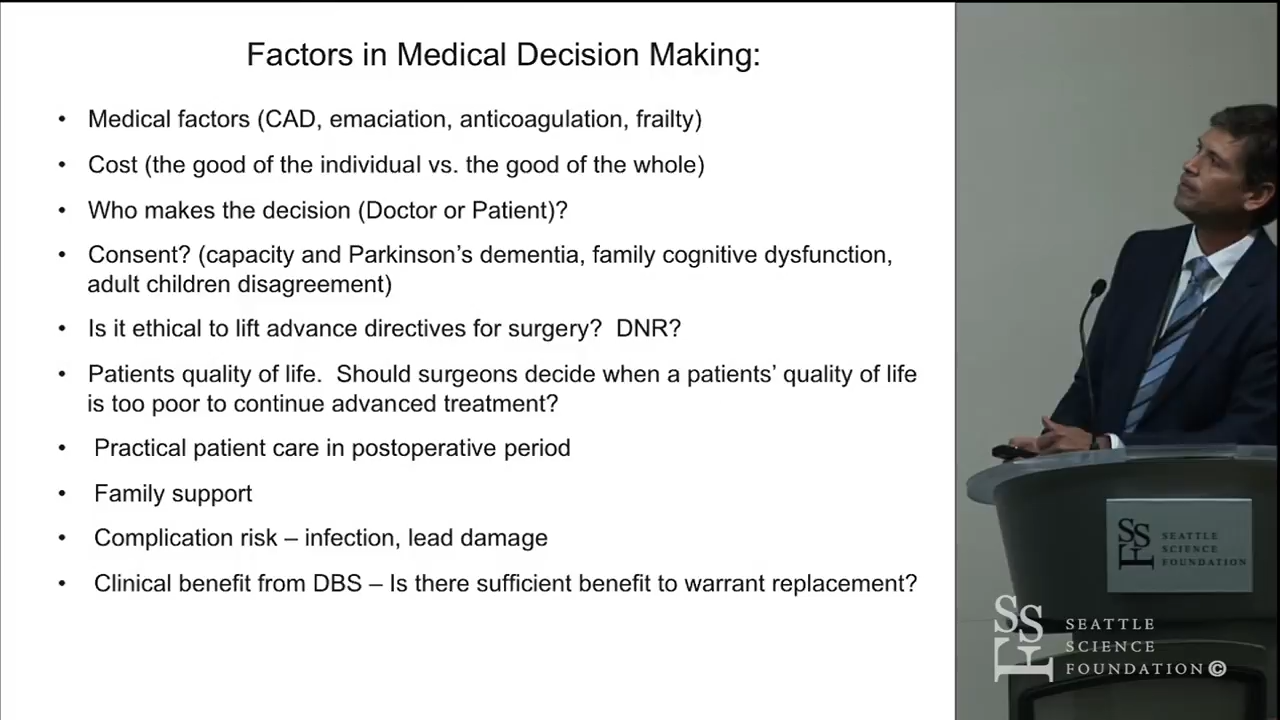 Factors in Medical Decision Making:
• Medical factors (CAD, emaciation, anticoagulation, frailty)
• Cost (the good of the individual vs. the good of the whole)
• Who makes the decision (Doctor or Patient)?
• Consent? (capacity and Parkinson’s dementia, family cognitive dysfunction,
adult children disagreement)
• Is it ethical to lift advance directives for surgery?  DNR?
• Patients quality of life.  Should surgeons decide when a patients’ quality of life
is too poor to continue advanced treatment?
• Practical patient care in postoperative period
• Family support
• Complication risk – infection, lead damage
• Clinical benefit from DBS – Is there sufficient benefit to warrant replacement?
SSF
SEATTLE
SCIENCE
FOUNDATION
SSF
SEATTLE
SCIENCE
FOUNDATION©